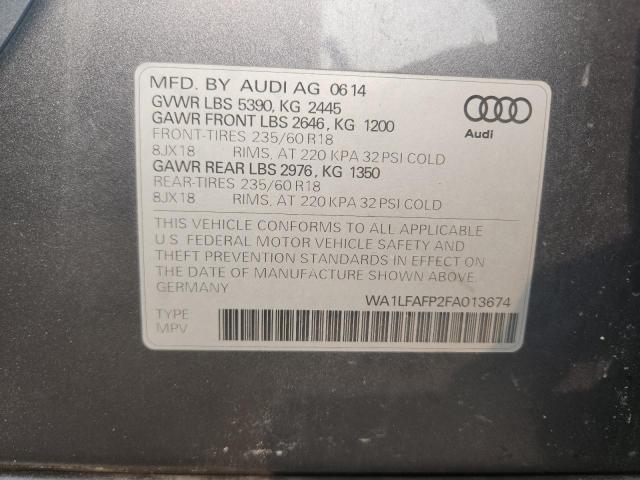 MFD. BY AUDI AG 0614
GVWR LBS 5390, KG 2445
GAWR FRONT LBS 2646, KG 1200
FRONT-TIRES 235/60 R18
8JX18 RIMS, AT 220 KPA 32 PSI COLD
GAWR REAR LBS 2976, KG 1350
REAR-TIRES 235/60 R18
8JX18 RIMS, AT 220 KPA 32 PSI COLD
Audi
THIS VEHICLE CONFORMS TO ALL APPLICABLE
U.S. FEDERAL MOTOR VEHICLE SAFETY AND
THEFT PREVENTION STANDARDS IN EFFECT ON
THE DATE OF MANUFACTURE SHOWN ABOVE.
GERMANY
WA1LFAFP2FA013674
TYPE
MPV